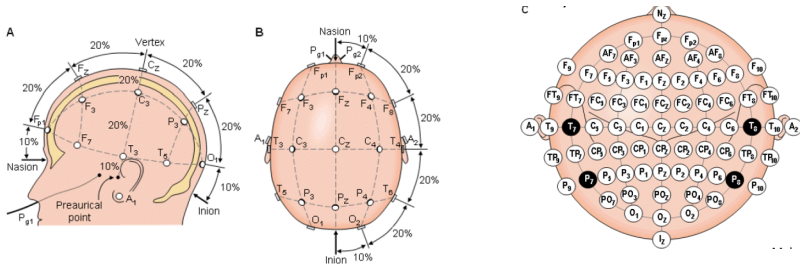 A
20%
Vertex
20%
20%
Fz
Cz
20%
20%
F3
C3
Pz
20%
P3
20%
Fp1
10%
F7
T3
T5
O1
Nasion
10%
A1
10%
Preaurical
point
Inion
Pg1
B
Nasion
10%
Pg1
Pg2
Fp1
Fp2
20%
F7
F3
Fz
F4
F8
20%
A1
T3
C3
Cz
C4
T4
A2
20%
T5
P3
Pz
P4
T6
20%
O1
O2
Inion
10%
C
Nz
Fp1
Fpz
Fp2
AF7
AF3
AFz
AF4
AF8
F9
F7
F5
F3
F1
Fz
F2
F4
F6
F8
F10
FT9
FT7
FC5
FC3
FC1
FCz
FC2
FC4
FC6
FT8
FT10
A1
T9
T7
C5
C3
C1
Cz
C2
C4
C6
T8
T10
A2
TP9
TP7
CP5
CP3
CP1
CPz
CP2
CP4
CP6
TP8
TP10
P9
P7
P5
P3
P1
Pz
P2
P4
P6
P8
P10
PO7
PO3
POz
PO4
PO8
O1
Oz
O2
Iz